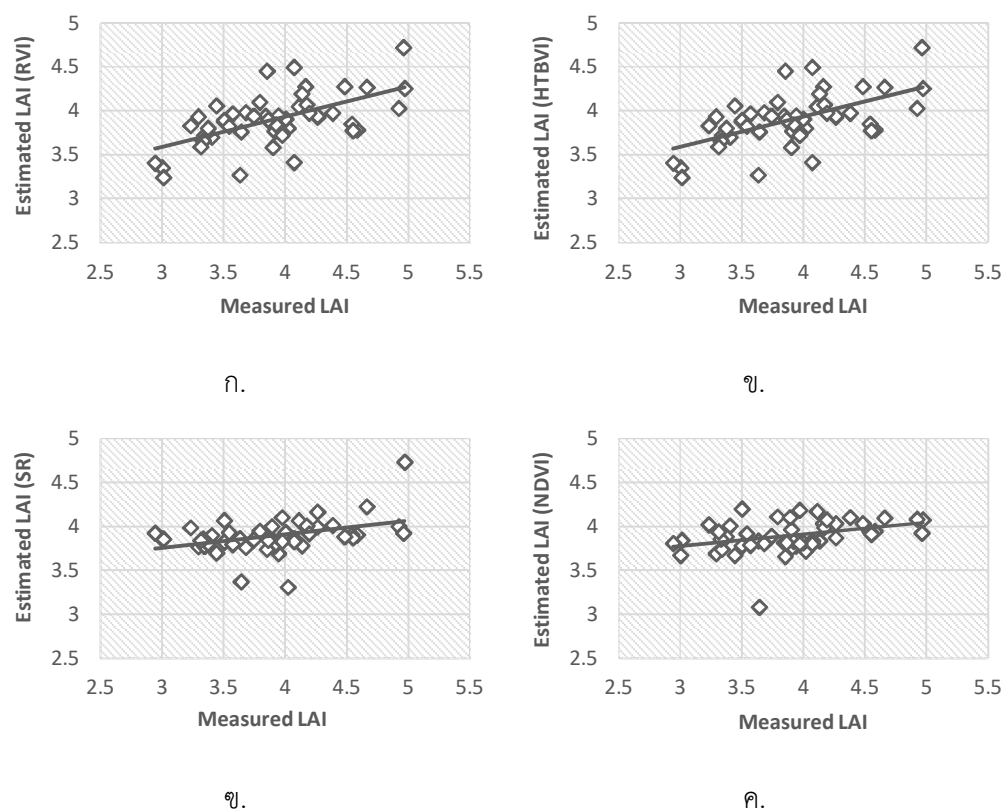 Estimated LAI (RVI)
5
4.5
4
3.5
3
2.5
2.5 3 3.5 4 4.5 5 5.5
Measured LAI
ก.
Estimated LAI (HTBVI)
5
4.5
4
3.5
3
2.5
2.5 3 3.5 4 4.5 5 5.5
Measured LAI
ข.
Estimated LAI (SR)
5
4.5
4
3.5
3
2.5
2.5 3 3.5 4 4.5 5 5.5
Measured LAI
ฃ.
Estimated LAI (NDVI)
5
4.5
4
3.5
3
2.5
2.5 3 3.5 4 4.5 5 5.5
Measured LAI
ค.